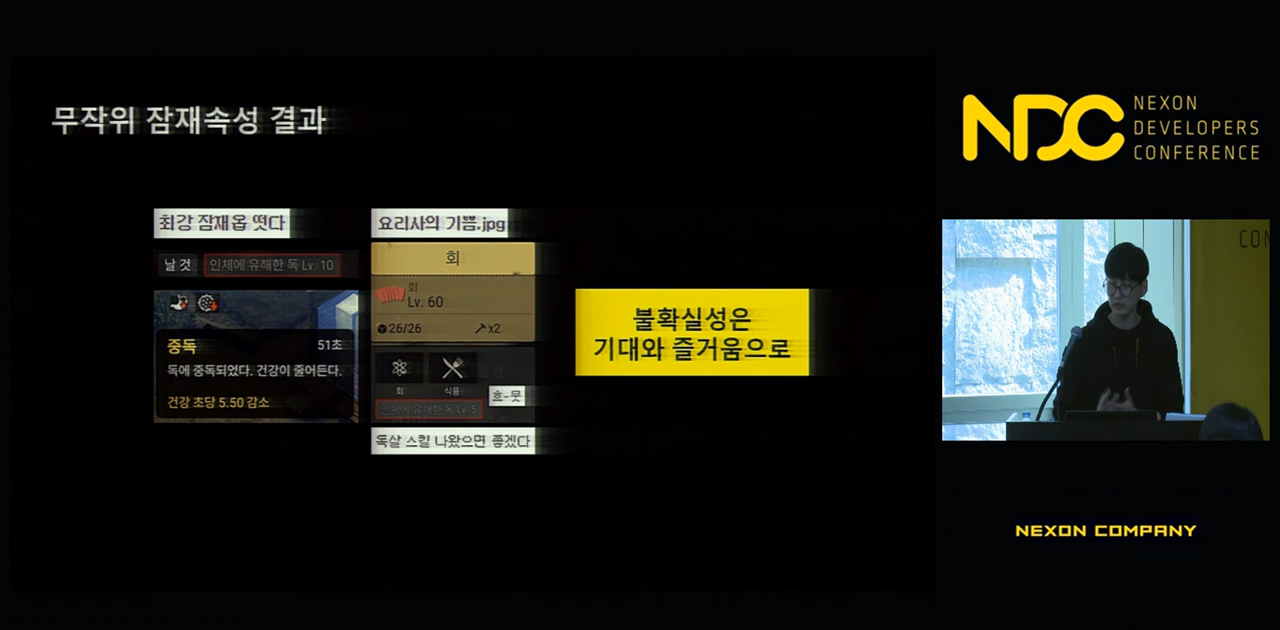 무작위 잠재속성 결과
최강 잠재옵 떳다
날 것 인체에 유해한 독 Lv. 10
중독 51초
독에 중독되었다. 건강이 줄어든다.
건강 초당 5.50 감소
요리사의 기쁨.jpg
회
회
Lv. 60
26/26 x2
회 식용
흐-뭇
인체에 유해한 독 Lv. 5
독살 스킬 나왔으면 좋겠다
불확실성은
기대와 즐거움으로
NDC NEXON
DEVELOPERS
CONFERENCE
CON
NEXON COMPANY